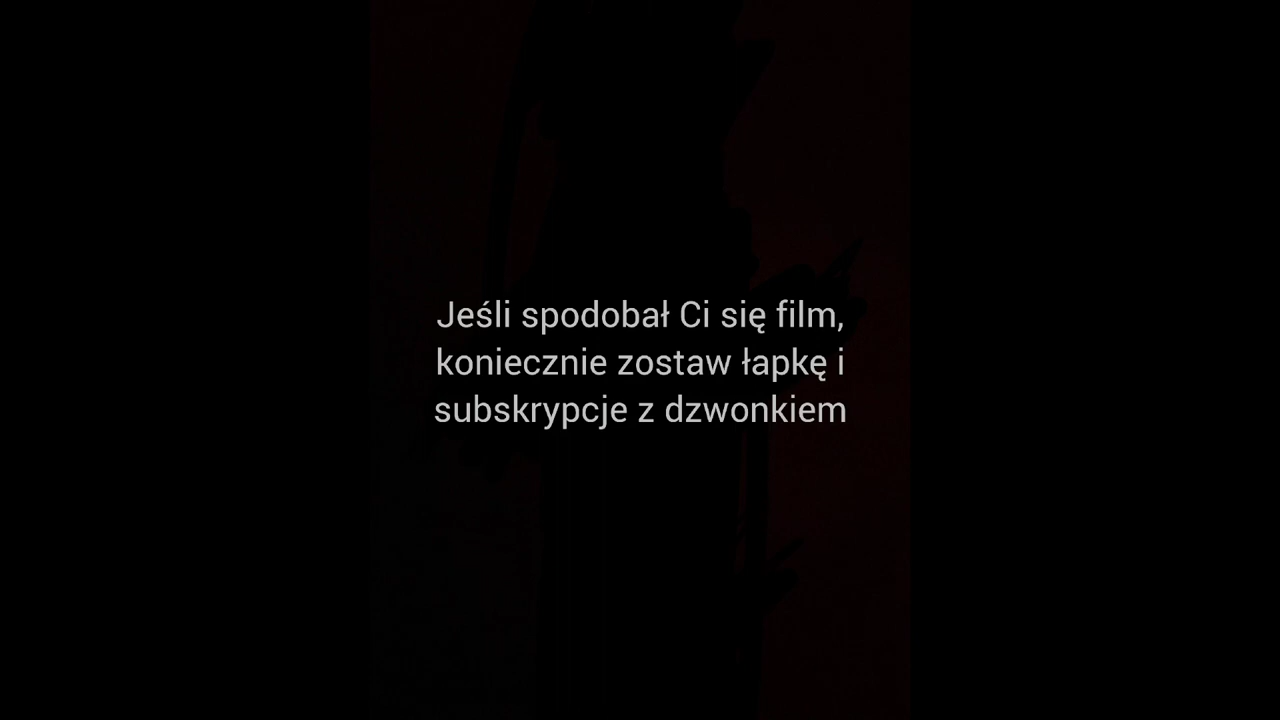 Jeśli spodobał Ci się film,
koniecznie zostaw łapkę i
subskrypcje z dzwonkiem